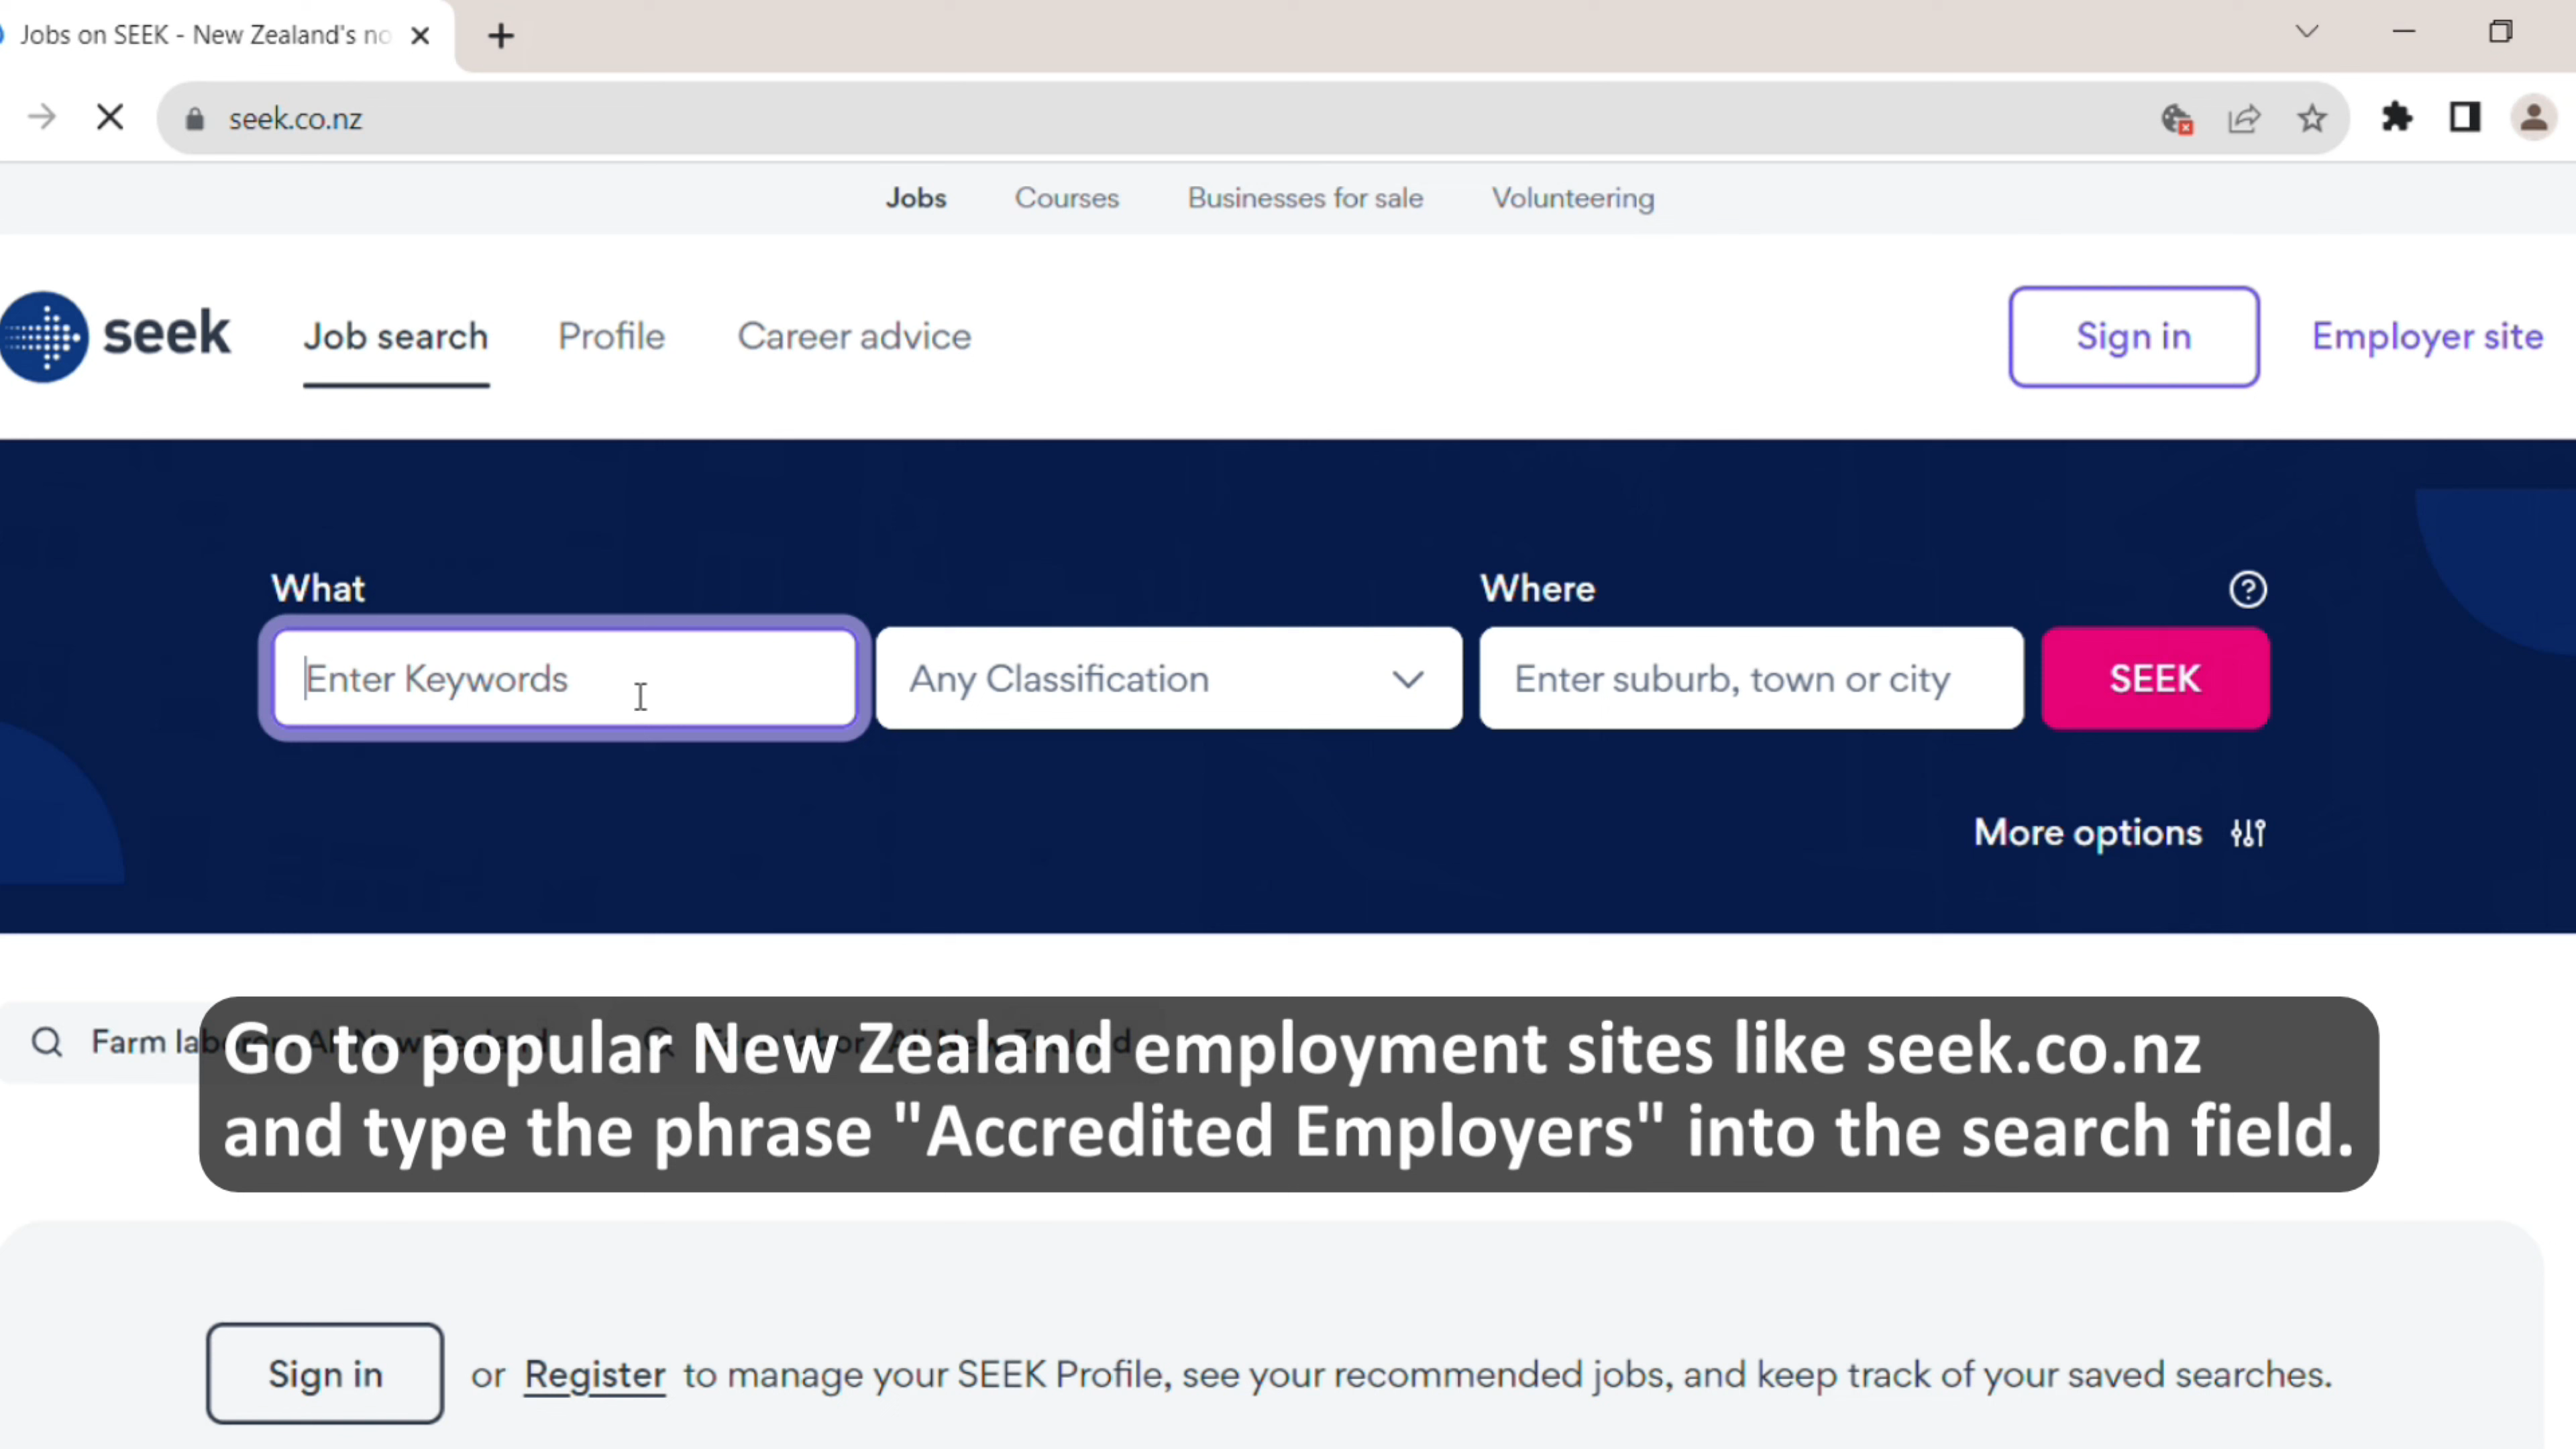 Jobs on SEEK - New Zealand's no
seek.co.nz
Jobs Courses Businesses for sale Volunteering
seek Job search Profile Career advice Sign in Employer site
What Where
Enter Keywords Any Classification Enter suburb, town or city SEEK
More options
Farm
Go to popular New Zealand employment sites like seek.co.nz
and type the phrase "Accredited Employers" into the search field.
Sign in or Register to manage your SEEK Profile, see your recommended jobs, and keep track of your saved searches.